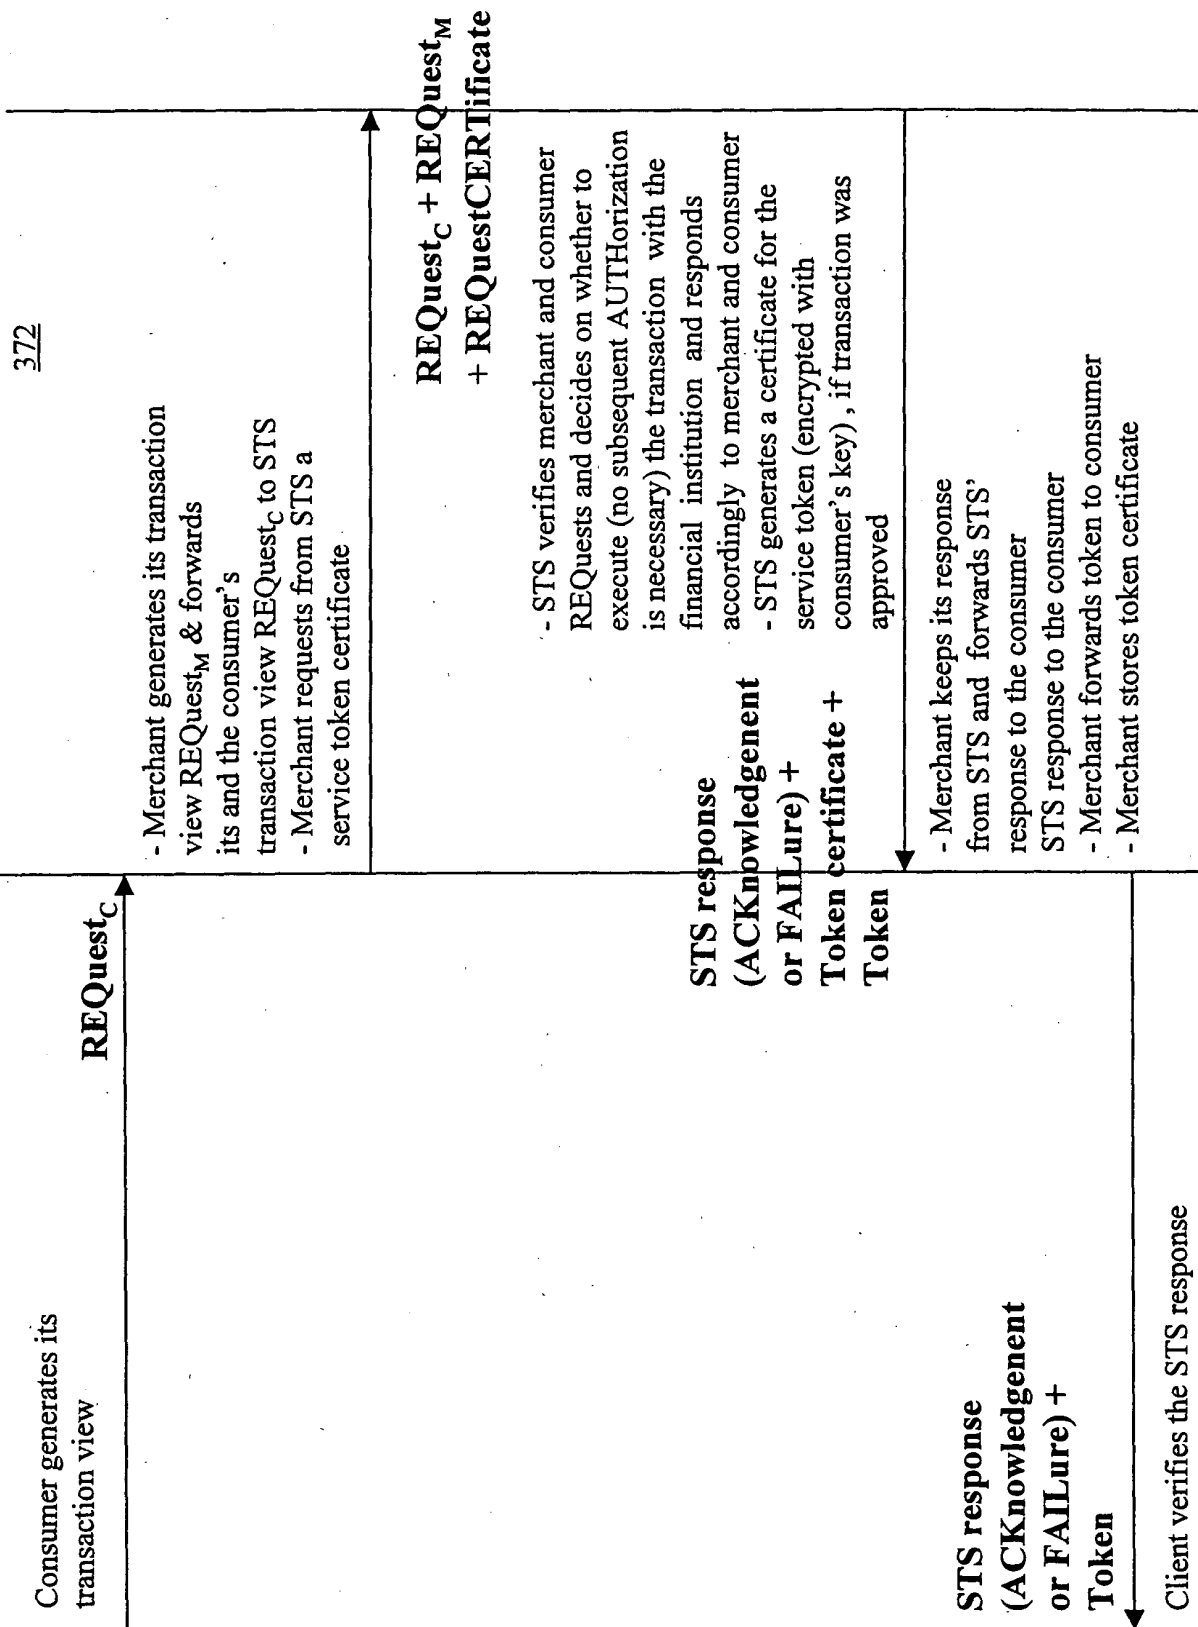 372
Consumer generates its
transaction view
REQuest_C
- Merchant generates its transaction
view REQuest_M & forwards
its and the consumer's
transaction view REQuest_C to STS
- Merchant requests from STS a
service token certificate
REQuest_C + REQuest_M
+ REQuestCERTificate
- STS verifies merchant and consumer
REQuests and decides on whether to
execute (no subsequent AUTHorization
is necessary) the transaction with the
financial institution and responds
accordingly to merchant and consumer
- STS generates a certificate for the
service token (encrypted with
consumer's key), if transaction was
approved
STS response
(ACKnowledgenent
or FAILure) +
Token certificate +
Token
- Merchant keeps its response
from STS and forwards STS'
response to the consumer
STS response to the consumer
- Merchant forwards token to consumer
- Merchant stores token certificate
STS response
(ACKnowledgenent
or FAILure) +
Token
Client verifies the STS response